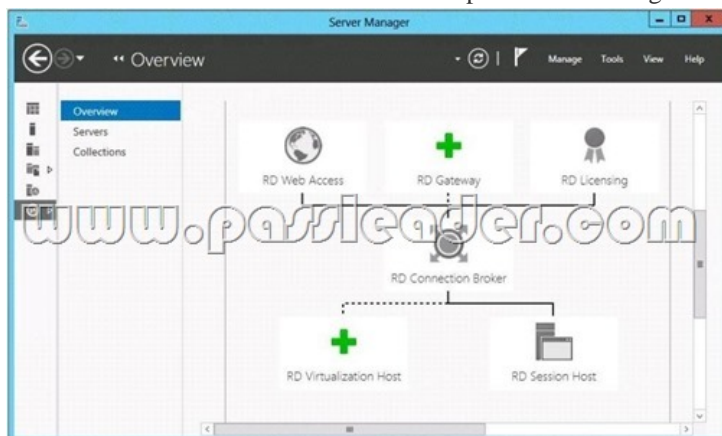 Server Manager
Overview
Manage Tools View Help
Overview
Servers
Collections
RD Web Access
RD Gateway
RD Licensing
www.passleader.com
RD Connection Broker
RD Virtualization Host
RD Session Host